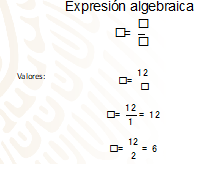 Expresión algebraica
□ = □/□
Valores:
□ = 12/□
□ = 12/1 = 12
□ = 12/2 = 6